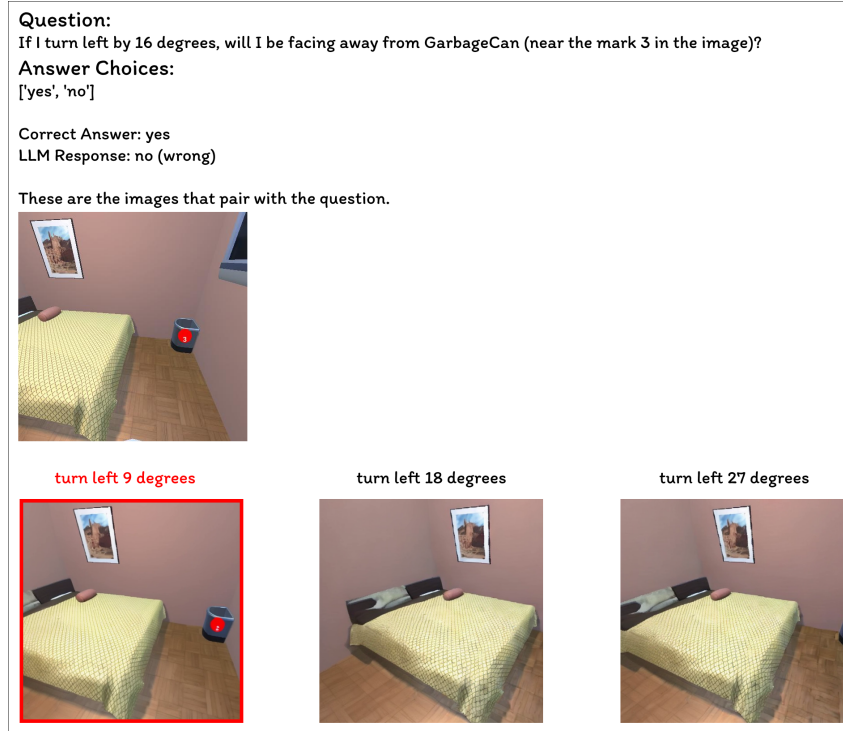 Question:
If I turn left by 16 degrees, will I be facing away from GarbageCan (near the mark 3 in the image)?
Answer Choices:
['yes', 'no']
Correct Answer: yes
LLM Response: no (wrong)
These are the images that pair with the question.
3
turn left 9 degrees turn left 18 degrees turn left 27 degrees
2